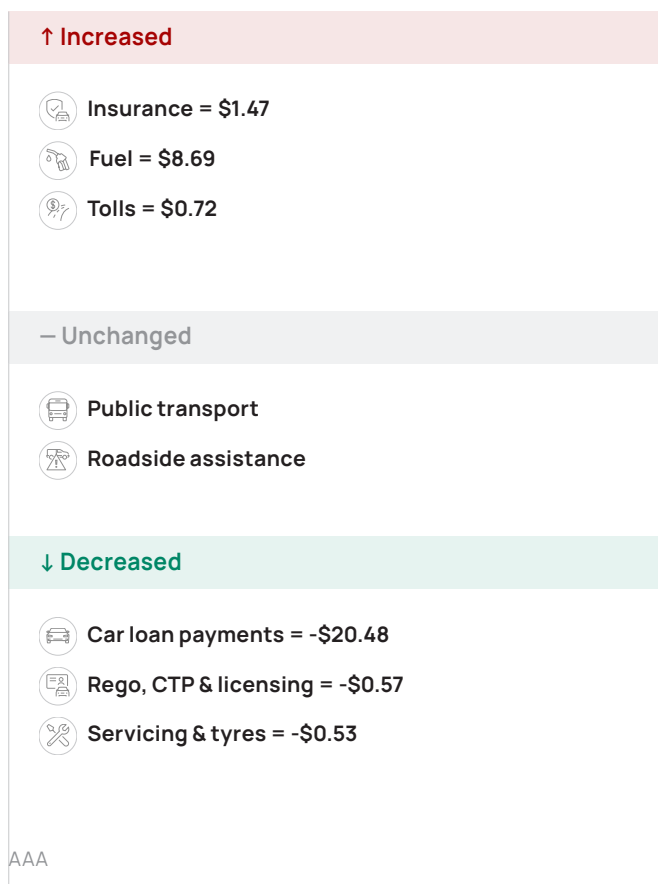 ↑ Increased
Insurance = $1.47
Fuel = $8.69
Tolls = $0.72
— Unchanged
Public transport
Roadside assistance
↓ Decreased
Car loan payments = -$20.48
Rego, CTP & licensing = -$0.57
Servicing & tyres = -$0.53
AAA